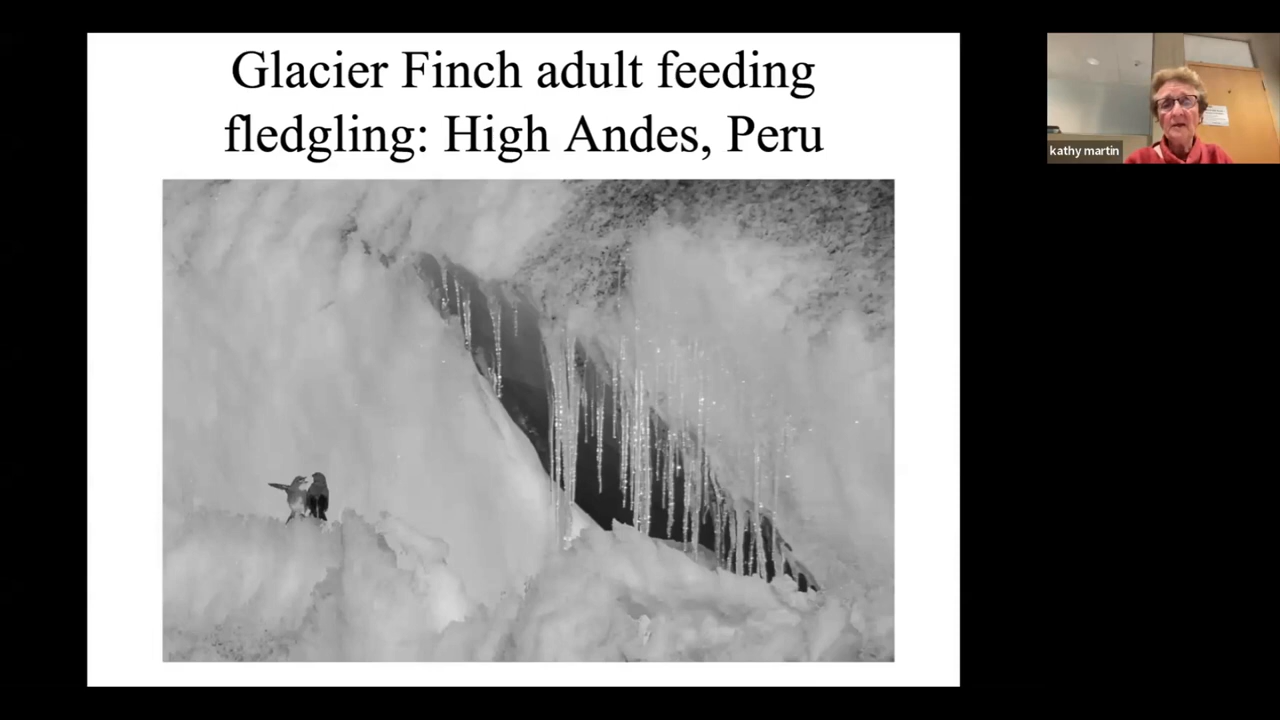 Glacier Finch adult feeding
fledgling: High Andes, Peru
kathy martin